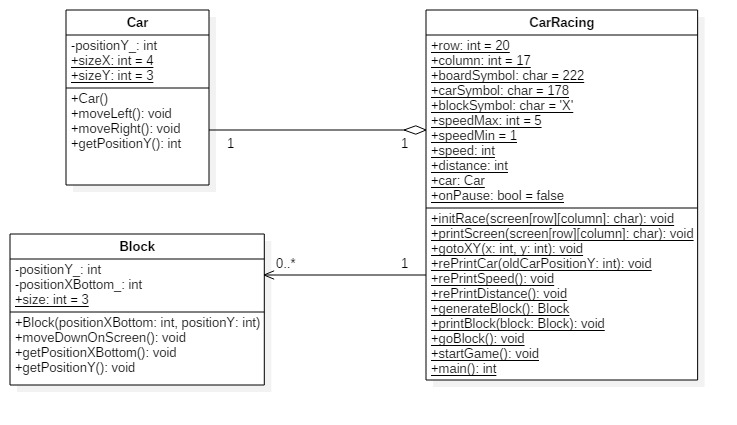 Car
-positionY_: int
+sizeX: int = 4
+sizeY: int = 3
+Car()
+moveLeft(): void
+moveRight(): void
+getPositionY(): int
1
1
CarRacing
+row: int = 20
+column: int = 17
+boardSymbol: char = 222
+carSymbol: char = 178
+blockSymbol: char = 'X'
+speedMax: int = 5
+speedMin = 1
+speed: int
+distance: int
+car: Car
+onPause: bool = false
+initRace(screen[row][column]: char): void
+printScreen(screen[row][column]: char): void
+gotoXY(x: int, y: int): void
+rePrintCar(oldCarPositionY: int): void
+rePrintSpeed(): void
+rePrintDistance(): void
+generateBlock(): Block
+printBlock(block: Block): void
+goBlock(): void
+startGame(): void
+main(): int
Block
-positionY_: int
-positionXBottom_: int
+size: int = 3
+Block(positionXBottom: int, positionY: int)
+moveDownOnScreen(): void
+getPositionXBottom(): void
+getPositionY(): void
0..*
1